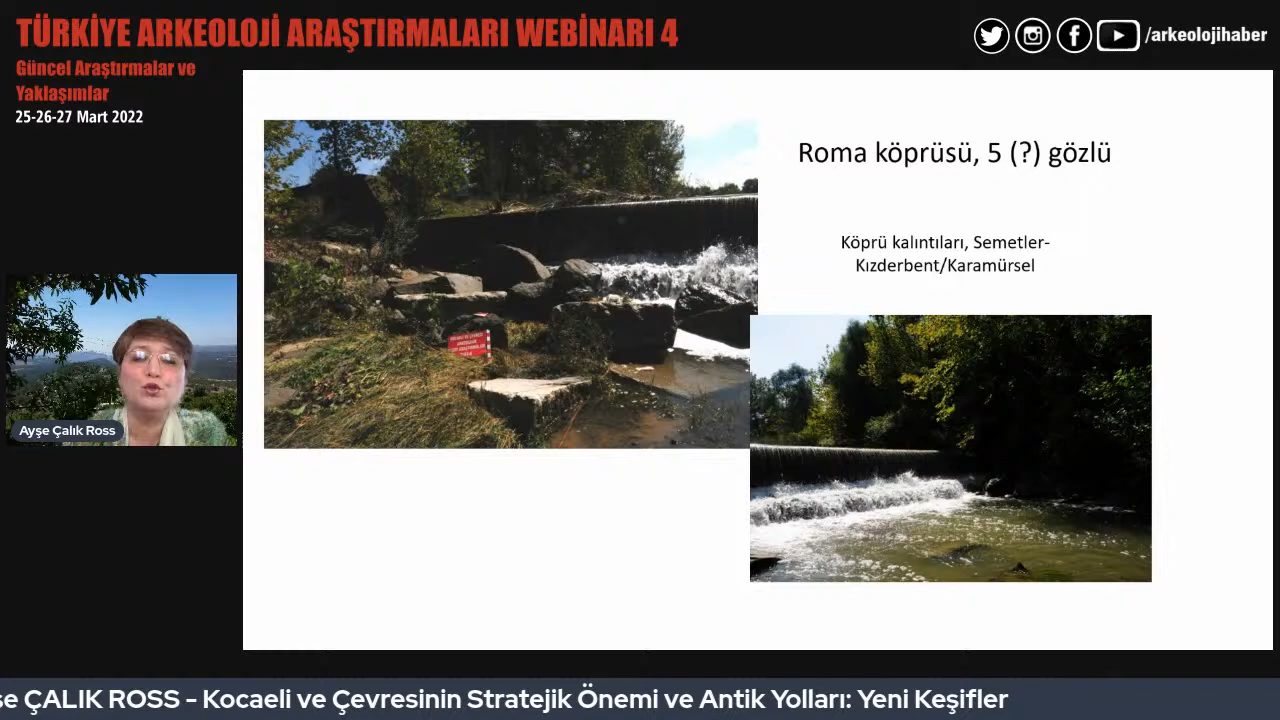 TÜRKİYE ARKEOLOJİ ARAŞTIRMALARI WEBİNARI 4
Güncel Araştırmalar ve
Yaklaşımlar
25-26-27 Mart 2022
/arkeolojihaber
Roma köprüsü, 5 (?) gözlü
Köprü kalıntıları, Semetler-
Kızderbent/Karamürsel
Ayşe Çalık Ross
şe ÇALIK ROSS - Kocaeli ve Çevresinin Stratejik Önemi ve Antik Yolları: Yeni Keşifler